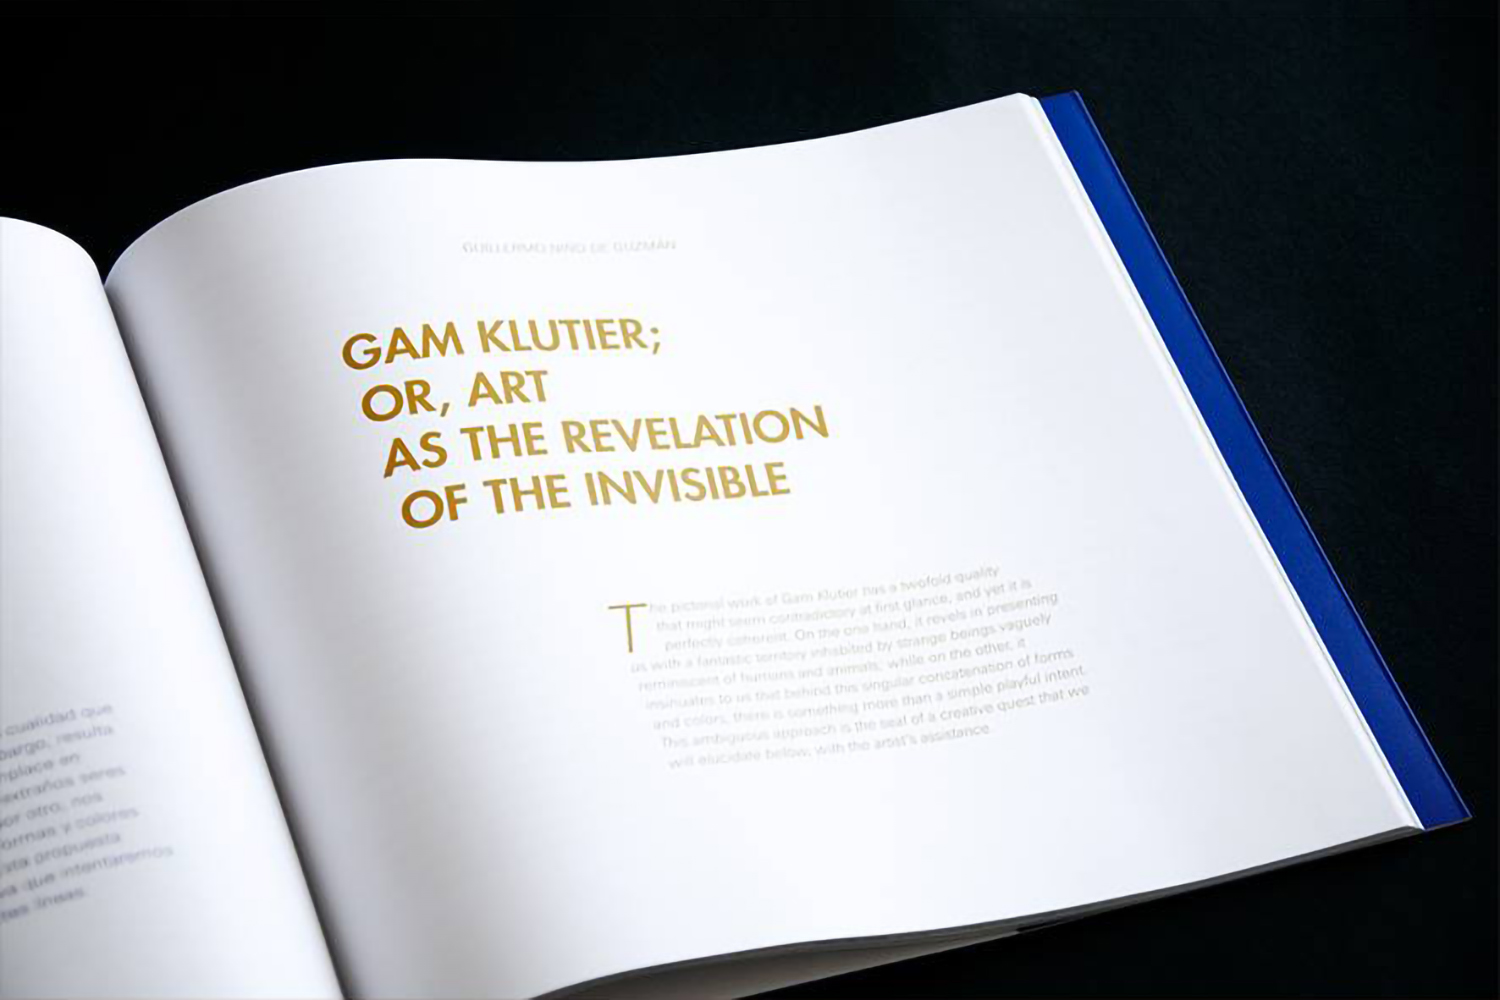 cualidad que
bargo, resulta
mplace en
extraños seres
por otro, nos
formas y colores
sta propuesta
va que intentaremos
tas líneas.
GUILLERMO NIÑO DE GUZMÁN
GAM KLUTIER;
OR, ART
AS THE REVELATION
OF THE INVISIBLE
The pictorial work of Gam Klutier has a twofold quality
that might seem contradictory at first glance, and yet it is
perfectly coherent. On the one hand, it revels in presenting
us with a fantastic territory inhabited by strange beings vaguely
reminiscent of humans and animals, while on the other, it
insinuates to us that behind this singular concatenation of forms
and colors, there is something more than a simple playful intent.
This ambiguous approach is the seal of a creative quest that we
will elucidate below, with the artist's assistance.